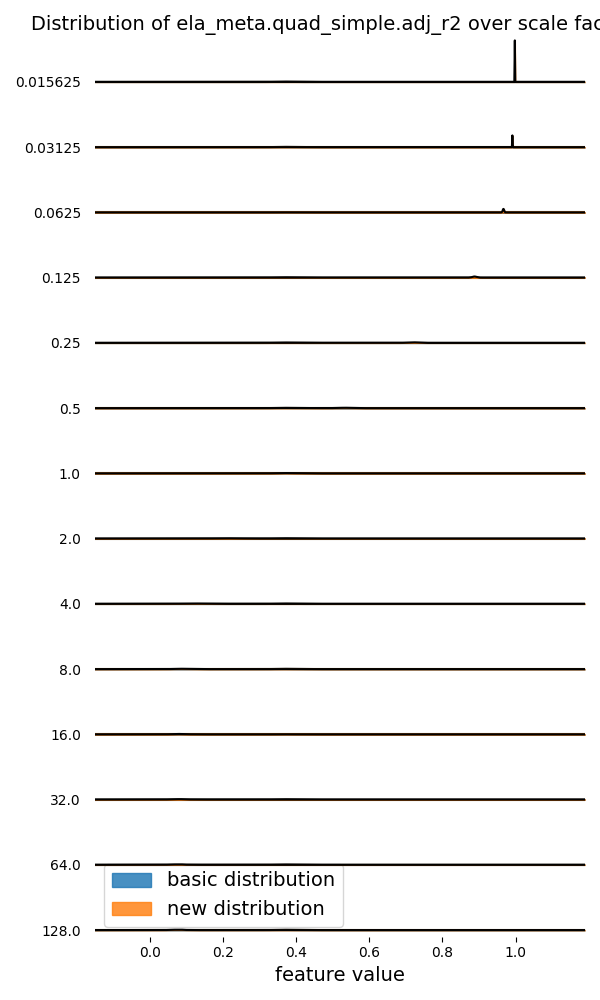 Distribution of ela_meta.quad_simple.adj_r2 over scale fac
0.015625
0.03125
0.0625
0.125
0.25
0.5
1.0
2.0
4.0
8.0
16.0
32.0
64.0
basic distribution
new distribution
128.0
0.0 0.2 0.4 0.6 0.8 1.0
feature value